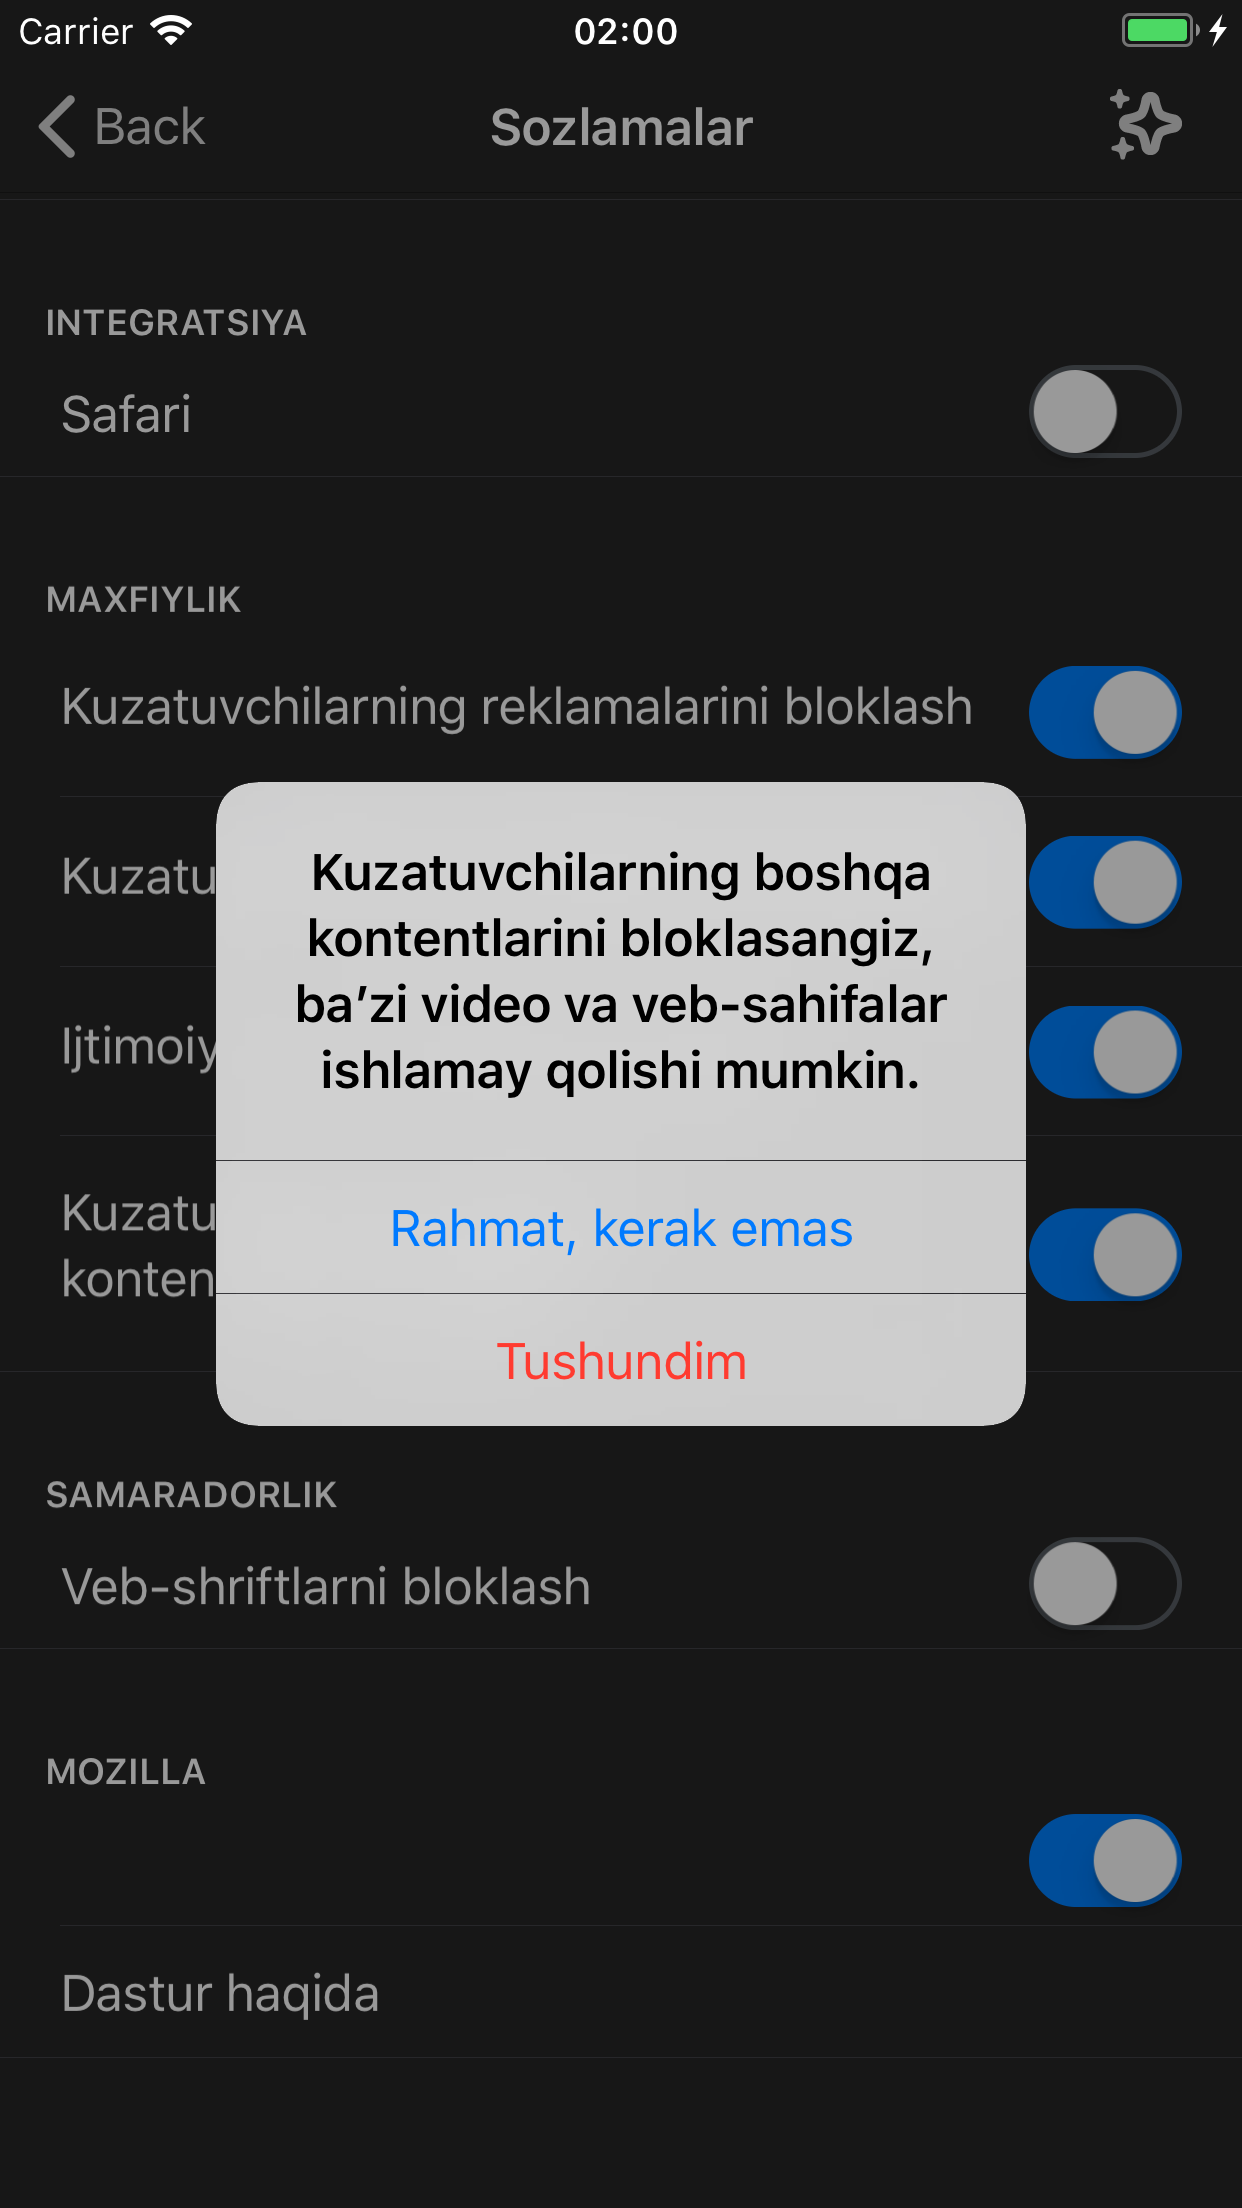 Carrier
02:00
Back
Sozlamalar
INTEGRATSIYA
Safari
MAXFIYLIK
Kuzatuvchilarning reklamalarini bloklash
Kuzatu
Ijtimoiy
Kuzatu
konten
Kuzatuvchilarning boshqa
kontentlarini bloklasangiz,
ba’zi video va veb-sahifalar
ishlamay qolishi mumkin.
Rahmat, kerak emas
Tushundim
SAMARADORLIK
Veb-shriftlarni bloklash
MOZILLA
Dastur haqida